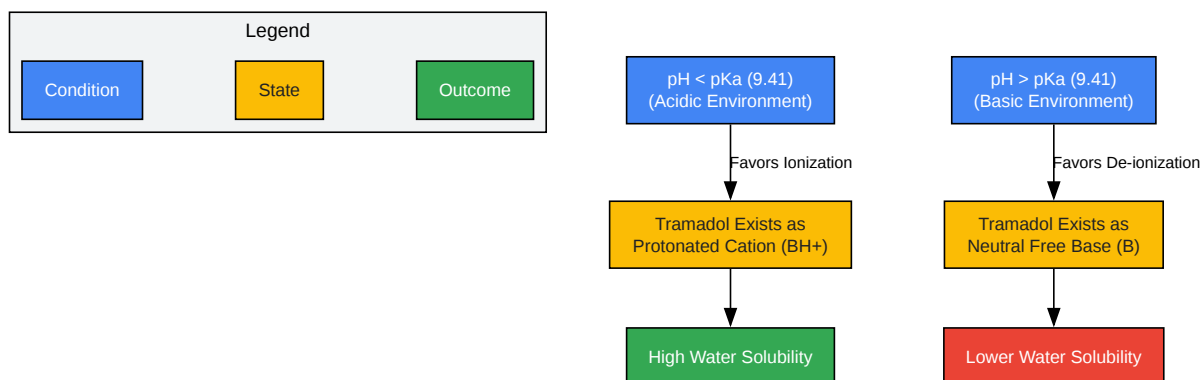 Legend
Condition
State
Outcome
pH < pKa (9.41)
(Acidic Environment)
pH > pKa (9.41)
(Basic Environment)
Favors Ionization
Favors De-ionization
Tramadol Exists as
Protonated Cation (BH+)
Tramadol Exists as
Neutral Free Base (B)
High Water Solubility
Lower Water Solubility